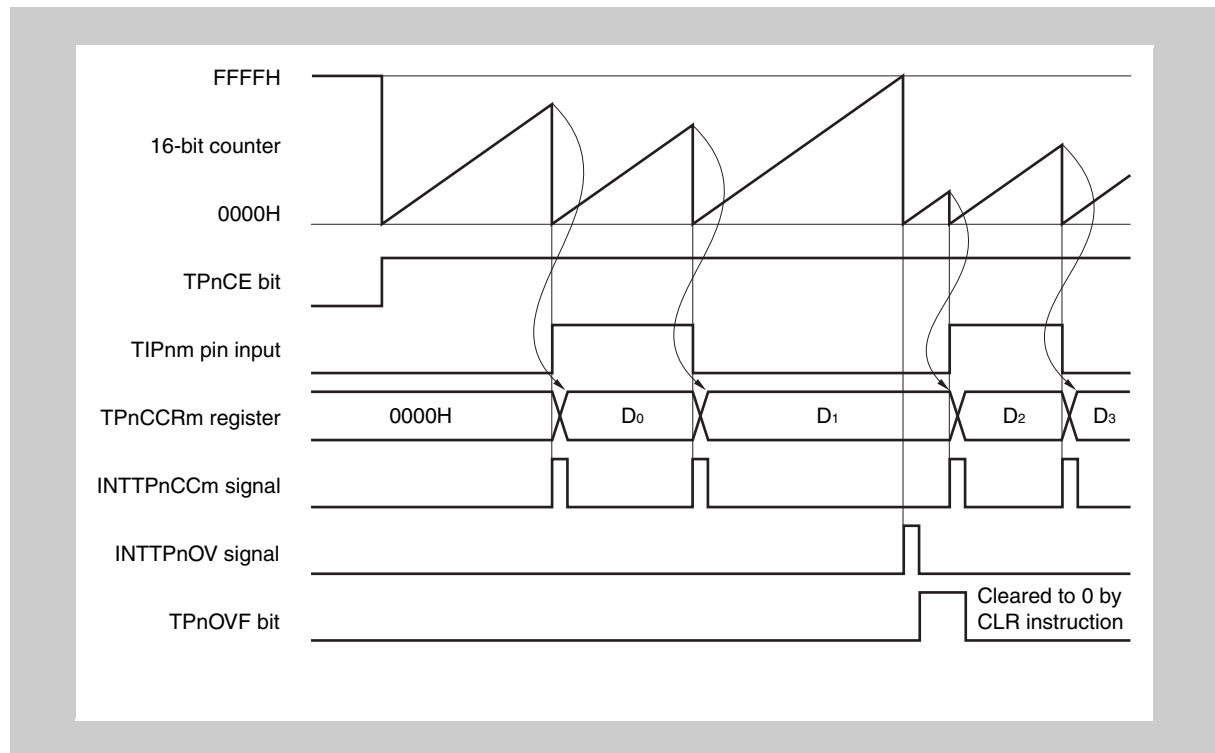 FFFFH
16-bit counter
0000H
TPnCE bit
TIPnm pin input
TPnCCRm register
0000H
D0
D1
D2
D3
INTTPnCCm signal
INTTPnOV signal
TPnOVF bit
Cleared to 0 by
CLR instruction